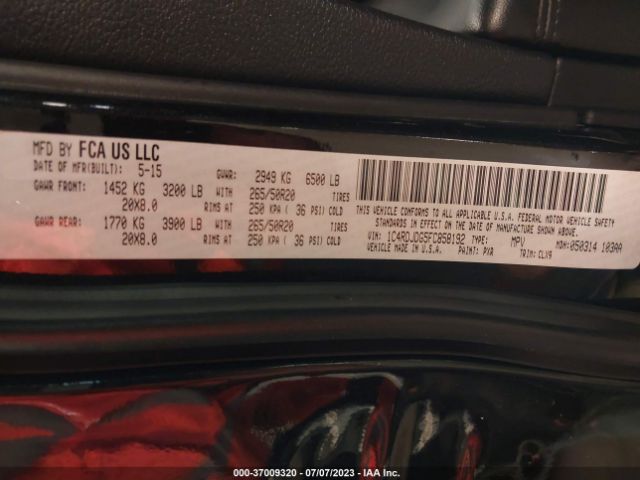 MFD BY FCA US LLC
DATE OF MFR(BUILT): 5-15 GVWR: 2949 KG 6500 LB
GAWR FRONT: 1452 KG 3200 LB WITH 265/50R20 TIRES
20X8.0 RIMS AT 250 KPA ( 36 PSI) COLD
GAWR REAR: 1770 KG 3900 LB WITH 265/50R20 TIRES
20X8.0 RIMS AT 250 KPA ( 36 PSI) COLD
THIS VEHICLE CONFORMS TO ALL APPLICABLE U.S.A. FEDERAL MOTOR VEHICLE SAFETY
STANDARDS IN EFFECT ON THE DATE OF MANUFACTURE SHOWN ABOVE.
VIN: 1C4RDJDG5FC858192 TYPE: MPV MDH: 050314 103AA
VEHICLE MADE IN U.S.A. PAINT: PXR TRIM: CLX9
000-37009320 / 07/07/2023 - IAA Inc.